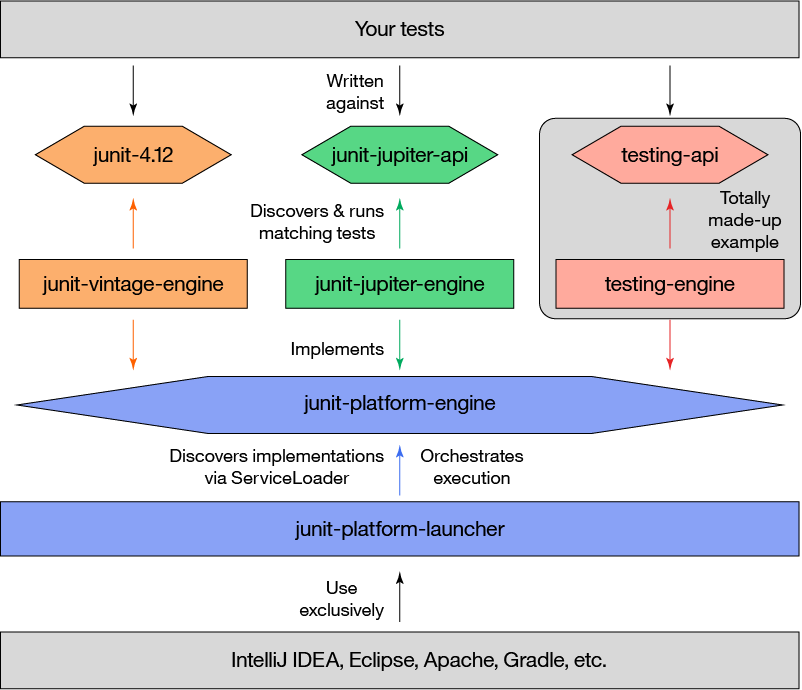 Your tests
Written
against
junit-4.12
junit-jupiter-api
testing-api
Discovers & runs
matching tests
Totally
made-up
example
junit-vintage-engine
junit-jupiter-engine
testing-engine
Implements
junit-platform-engine
Discovers implementations
via ServiceLoader
Orchestrates
execution
junit-platform-launcher
Use
exclusively
IntelliJ IDEA, Eclipse, Apache, Gradle, etc.